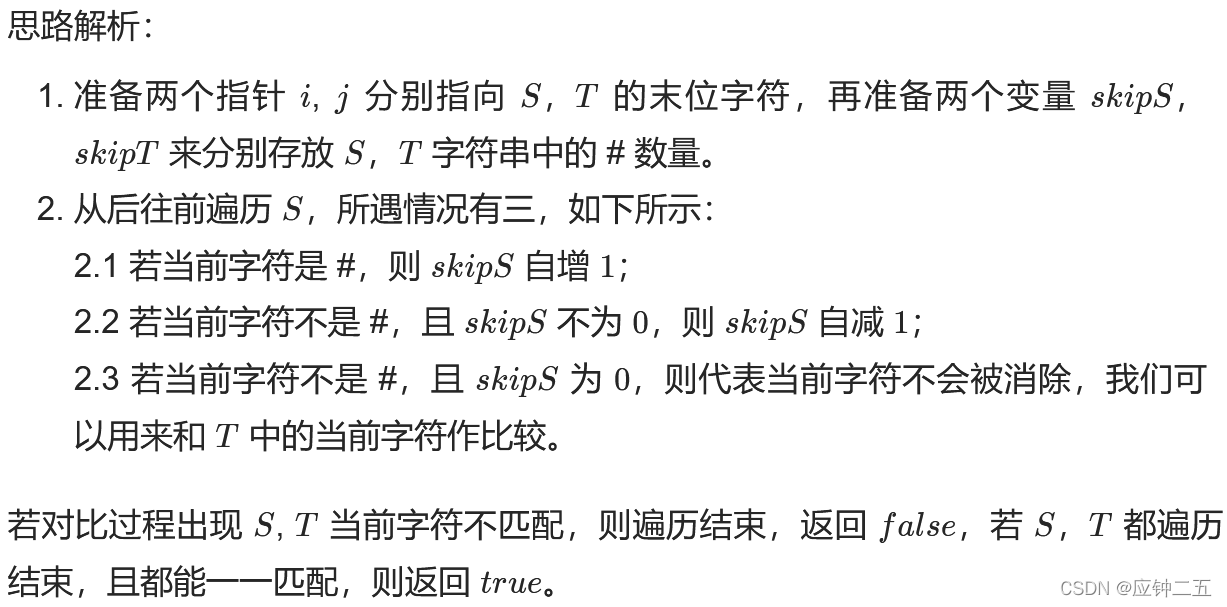 思路解析：
1. 准备两个指针 i, j 分别指向 S，T 的末位字符，再准备两个变量 skipS，
skipT 来分别存放 S，T 字符串中的 # 数量。
2. 从后往前遍历 S，所遇情况有三，如下所示：
2.1 若当前字符是 #，则 skipS 自增 1；
2.2 若当前字符不是 #，且 skipS 不为 0，则 skipS 自减 1；
2.3 若当前字符不是 #，且 skipS 为 0，则代表当前字符不会被消除，我们可
以用来和 T 中的当前字符作比较。
若对比过程出现 S, T 当前字符不匹配，则遍历结束，返回 false，若 S，T 都遍历
结束，且都能一一匹配，则返回 true。
CSDN @应钟二五